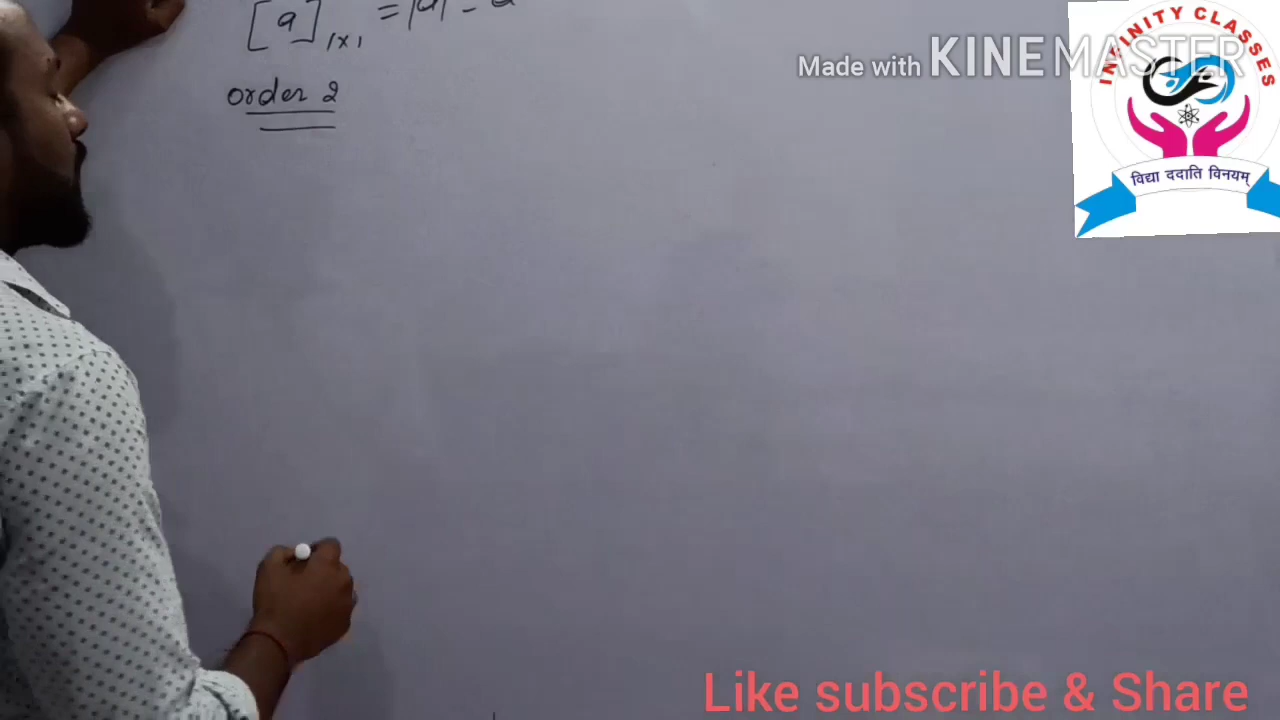 [a]1×1 = |a| = a
order 2
Made with KINEMASTER
INFINITY CLASSES
विद्या ददाति विनयम्
Like subscribe & Share